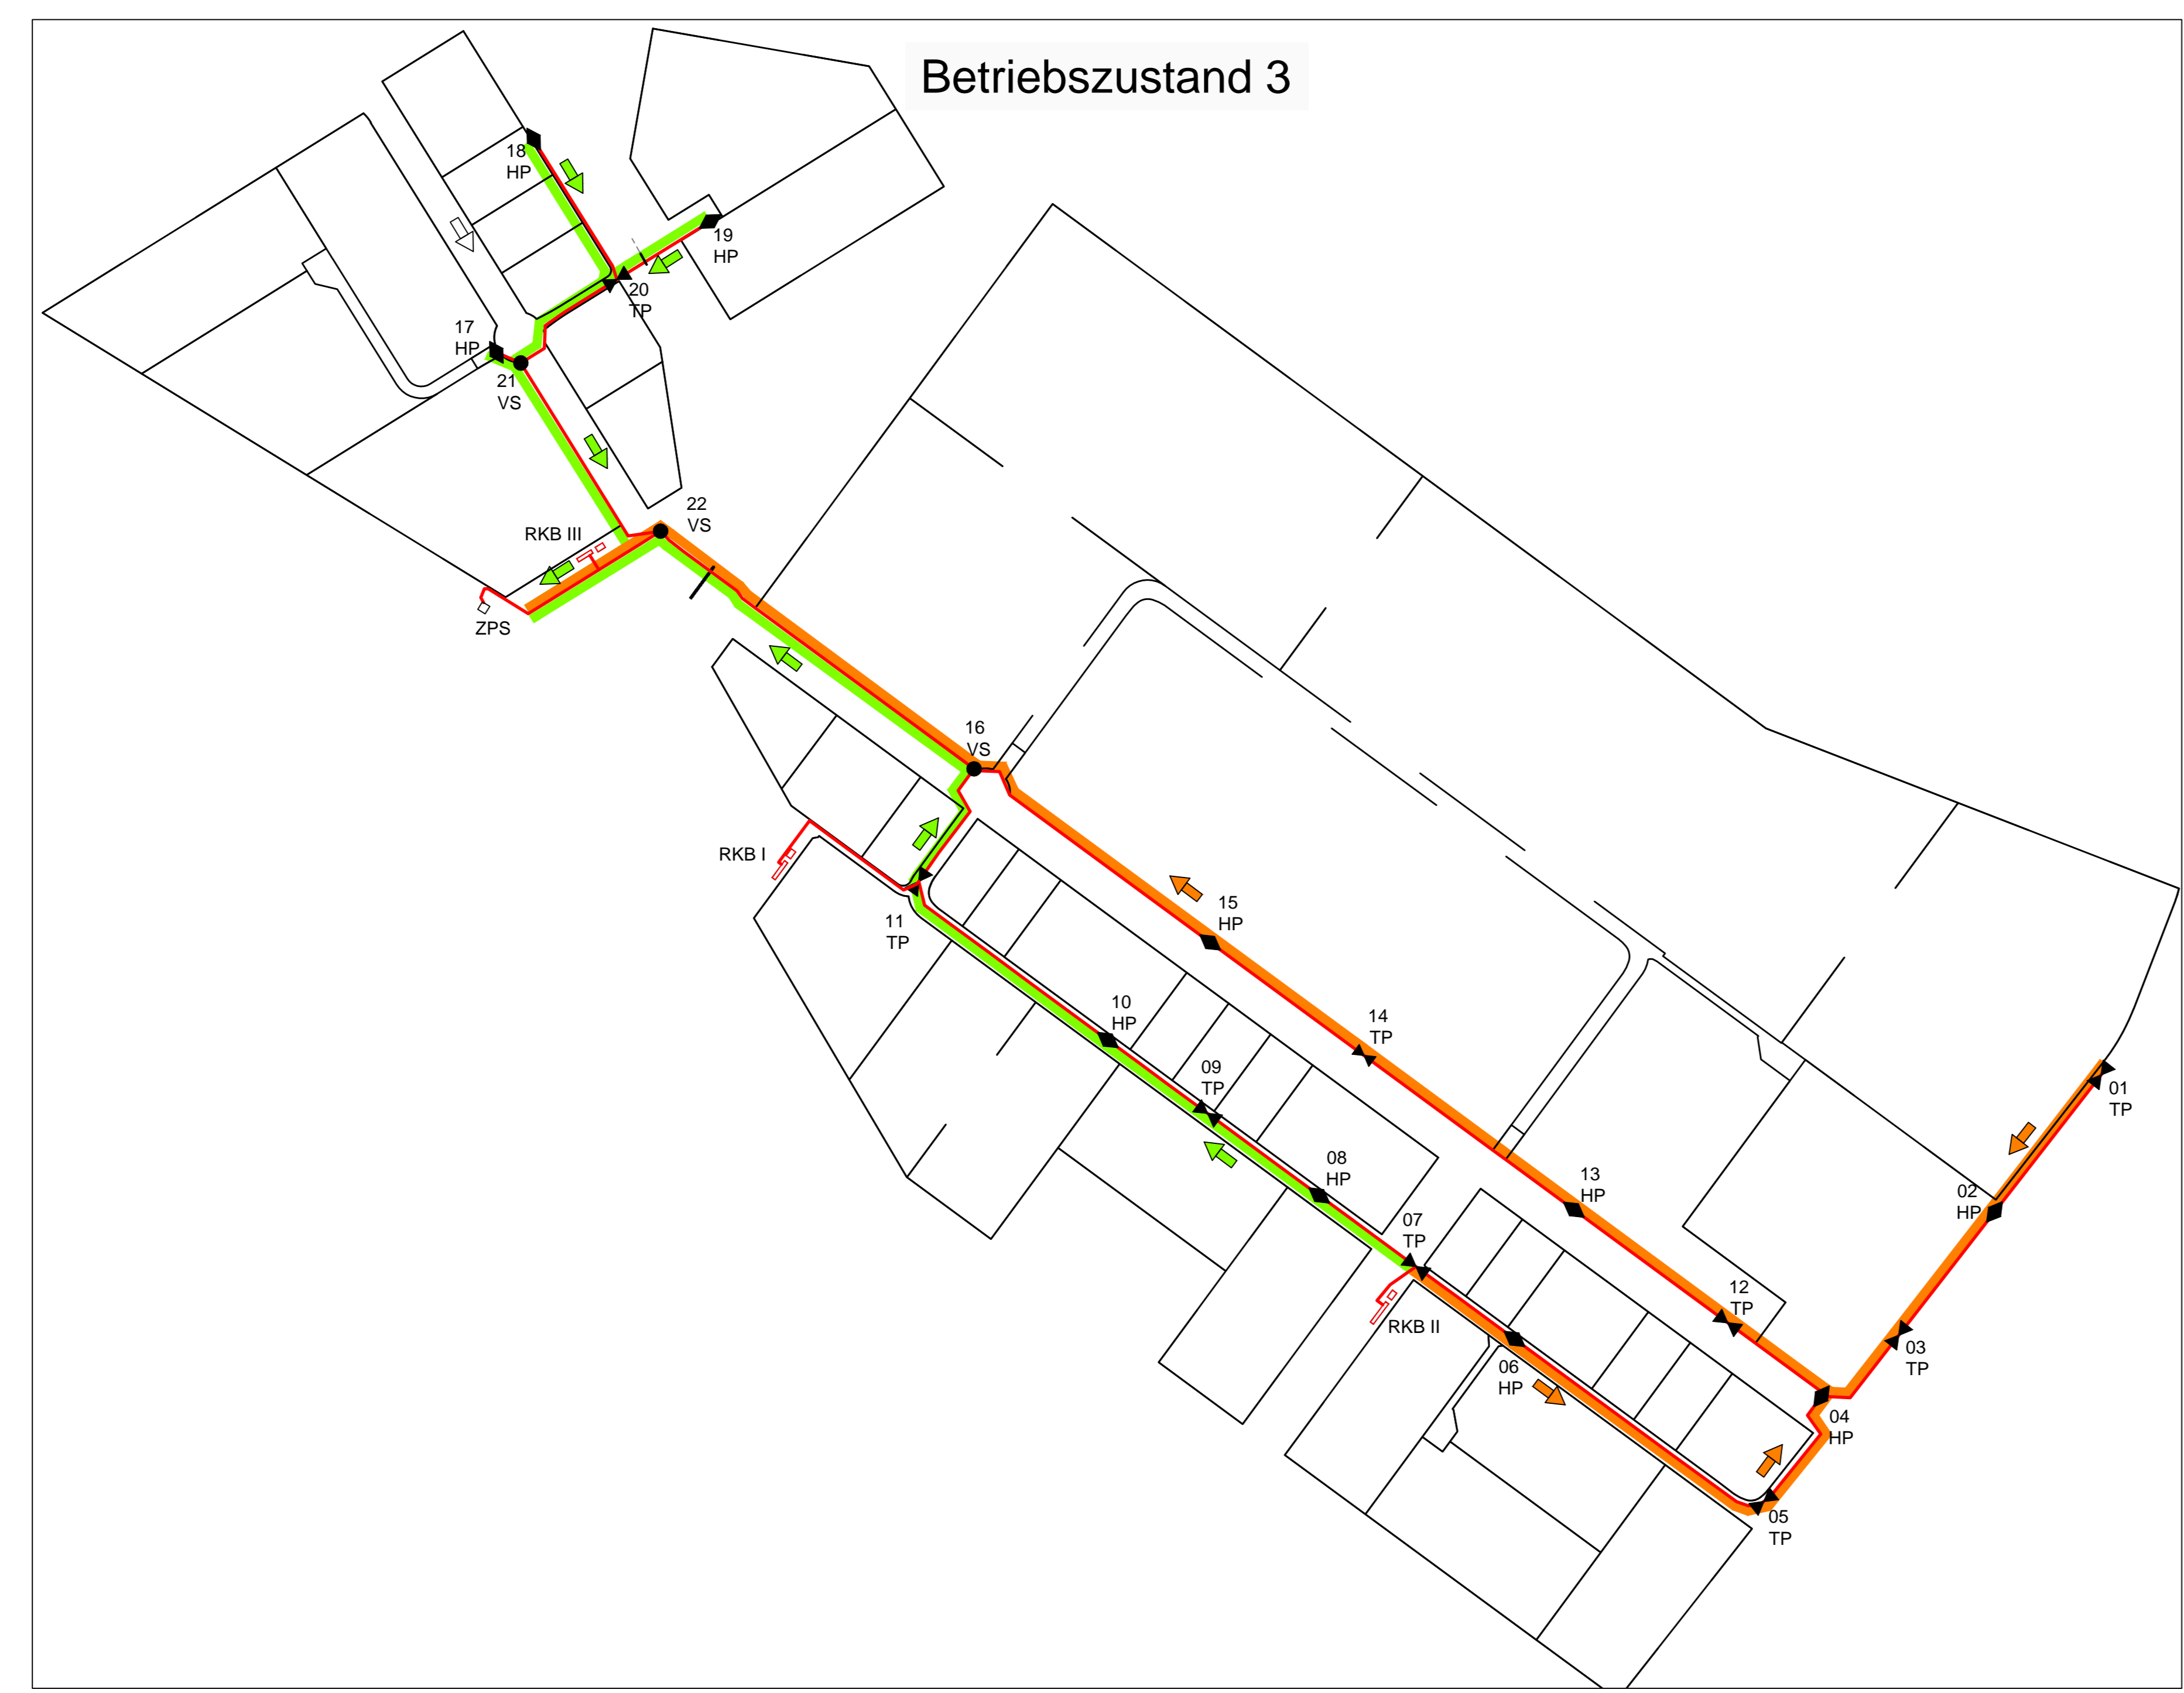 Betriebszustand 3
18
HP
19
HP
20
TP
17
HP
21
VS
22
VS
RKB III
ZPS
16
VS
RKB I
11
TP
15
HP
10
HP
14
TP
09
TP
01
TP
08
HP
13
HP
02
HP
07
TP
12
TP
RKB II
03
TP
06
HP
04
HP
05
TP